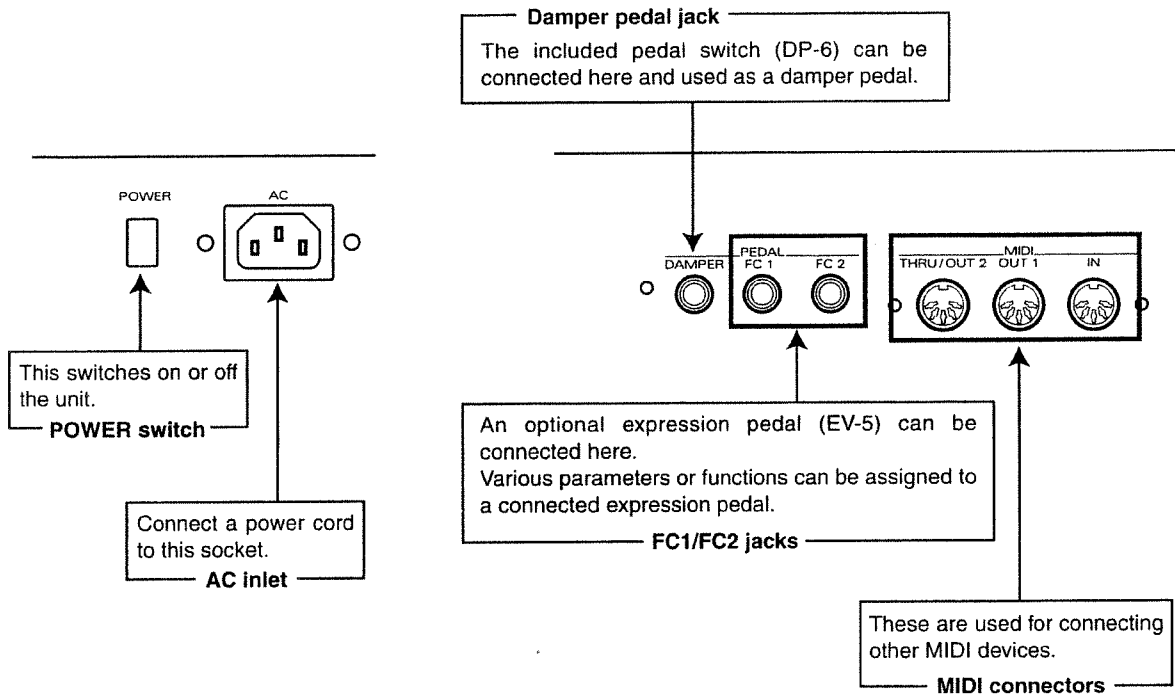 Damper pedal jack
The included pedal switch (DP-6) can be
connected here and used as a damper pedal.
POWER
AC
This switches on or off
the unit.
POWER switch
Connect a power cord
to this socket.
AC inlet
PEDAL
DAMPER
FC 1
FC 2
MIDI
THRU/OUT 2
OUT 1
IN
An optional expression pedal (EV-5) can be
connected here.
Various parameters or functions can be assigned to
a connected expression pedal.
FC1/FC2 jacks
These are used for connecting
other MIDI devices.
MIDI connectors